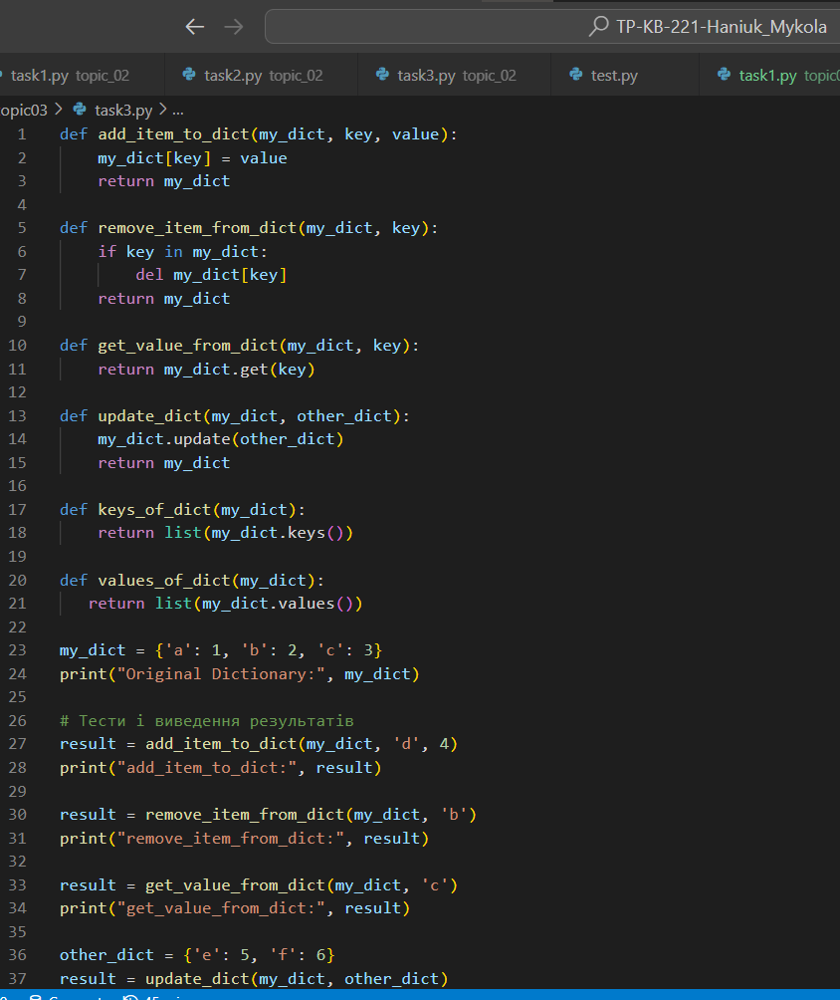 TP-KB-221-Haniuk_Mykola
task1.py topic_02 task2.py topic_02 task3.py topic_02 test.py task1.py
task3.py > ...
1 def add_item_to_dict(my_dict, key, value):
2     my_dict[key] = value
3     return my_dict
4
5 def remove_item_from_dict(my_dict, key):
6     if key in my_dict:
7         del my_dict[key]
8     return my_dict
9
10 def get_value_from_dict(my_dict, key):
11     return my_dict.get(key)
12
13 def update_dict(my_dict, other_dict):
14     my_dict.update(other_dict)
15     return my_dict
16
17 def keys_of_dict(my_dict):
18     return list(my_dict.keys())
19
20 def values_of_dict(my_dict):
21    return list(my_dict.values())
22
23 my_dict = {'a': 1, 'b': 2, 'c': 3}
24 print("Original Dictionary:", my_dict)
25
26 # Тести і виведення результатів
27 result = add_item_to_dict(my_dict, 'd', 4)
28 print("add_item_to_dict:", result)
29
30 result = remove_item_from_dict(my_dict, 'b')
31 print("remove_item_from_dict:", result)
32
33 result = get_value_from_dict(my_dict, 'c')
34 print("get_value_from_dict:", result)
35
36 other_dict = {'e': 5, 'f': 6}
37 result = update_dict(my_dict, other_dict)